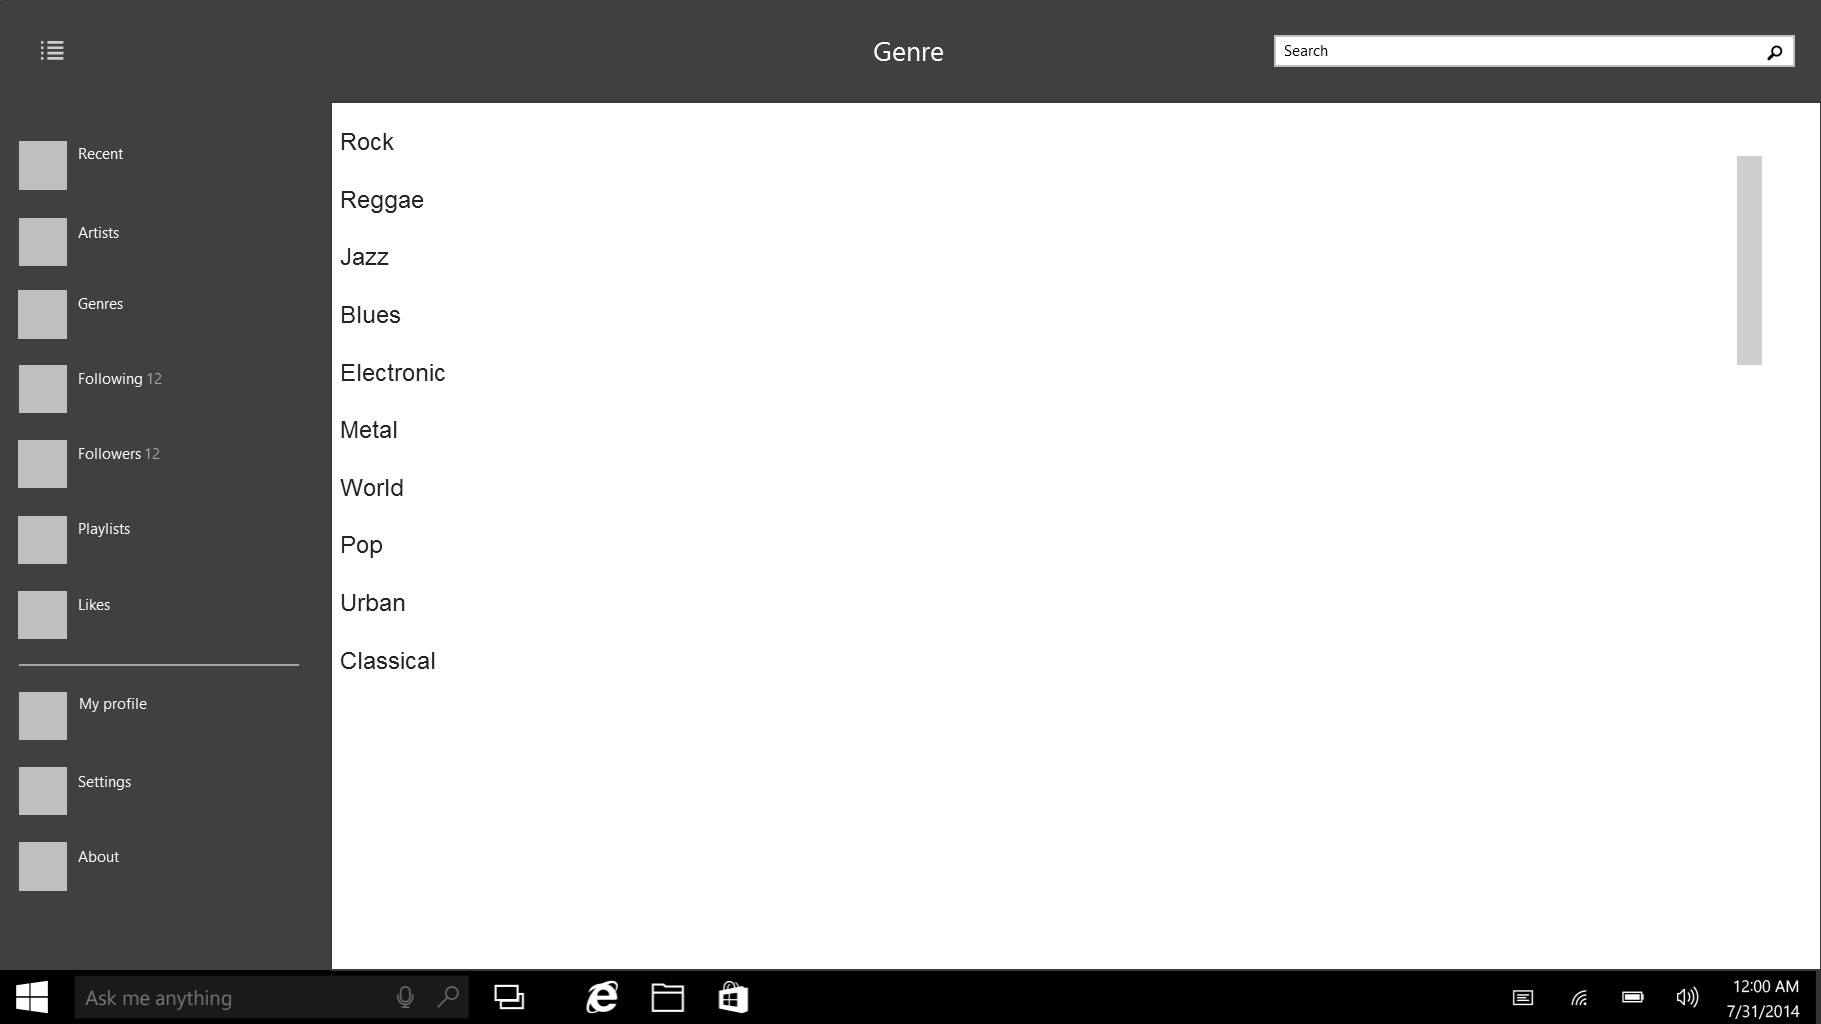 Genre
Search
Recent
Artists
Genres
Following 12
Followers 12
Playlists
Likes
My profile
Settings
About
Rock
Reggae
Jazz
Blues
Electronic
Metal
World
Pop
Urban
Classical
Ask me anything
12:00 AM
7/31/2014